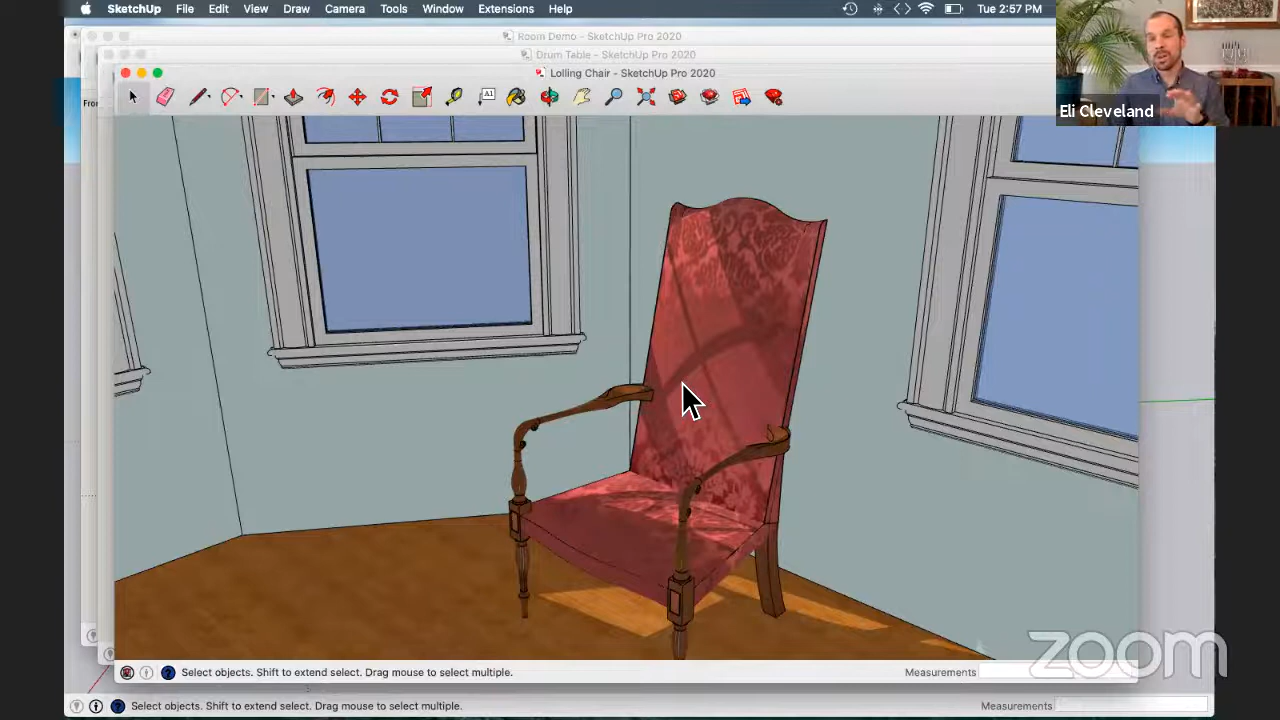 SketchUp File Edit View Draw Camera Tools Window Extensions Help Tue 2:57 PM
Room Demo - SketchUp Pro 2020
Drum Table - SketchUp Pro 2020
Lolling Chair - SketchUp Pro 2020
A1
Fro
Eli Cleveland
Select objects. Shift to extend select. Drag mouse to select multiple. Measurements
zoom
Select objects. Shift to extend select. Drag mouse to select multiple. Measurements